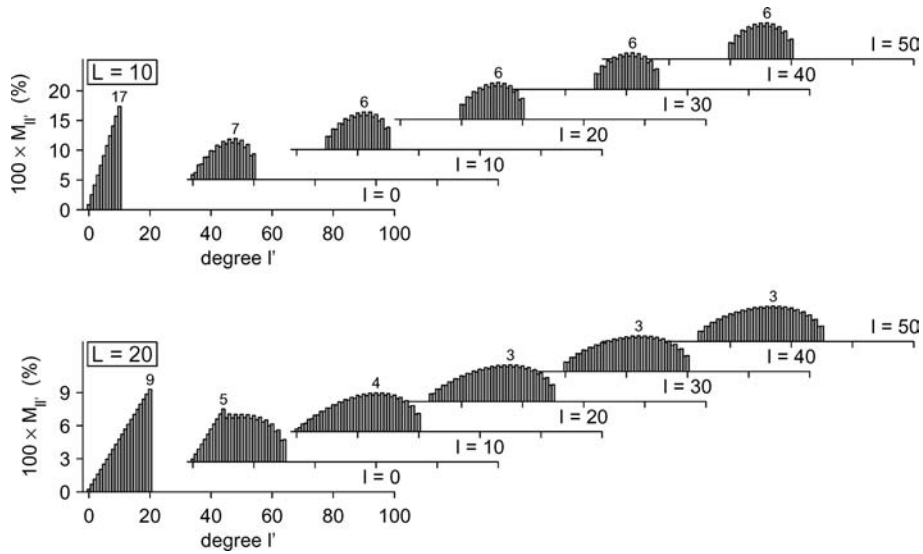 6
l = 50
6
L = 10
6
l = 40
20
17
6
l = 30
15
7
6
l = 20
10
l = 10
5
l = 0
0
100 × M_ll' (%)
0 20 40 60 80 100
degree l'
3
l = 50
L = 20
3
l = 40
9
9
3
l = 30
6
5
4
l = 20
3
l = 10
0
l = 0
100 × M_ll' (%)
0 20 40 60 80 100
degree l'